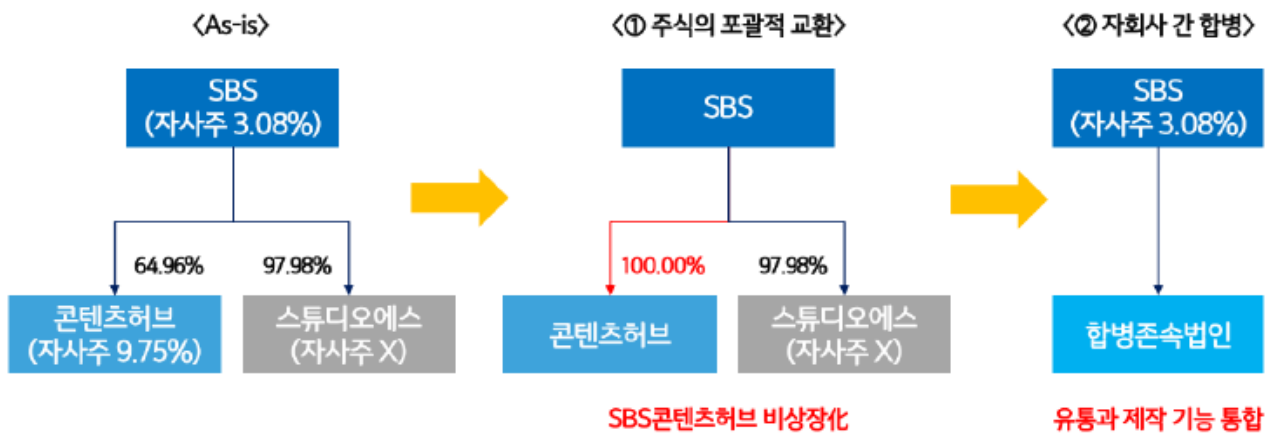 〈As-is〉
SBS
(자사주 3.08%)
64.96%
97.98%
콘텐츠허브
(자사주 9.75%)
스튜디오에스
(자사주 X)
〈① 주식의 포괄적 교환〉
SBS
100.00%
97.98%
콘텐츠허브
스튜디오에스
(자사주 X)
SBS콘텐츠허브 비상장化
〈② 자회사 간 합병〉
SBS
(자사주 3.08%)
합병존속법인
유통과 제작 기능 통합